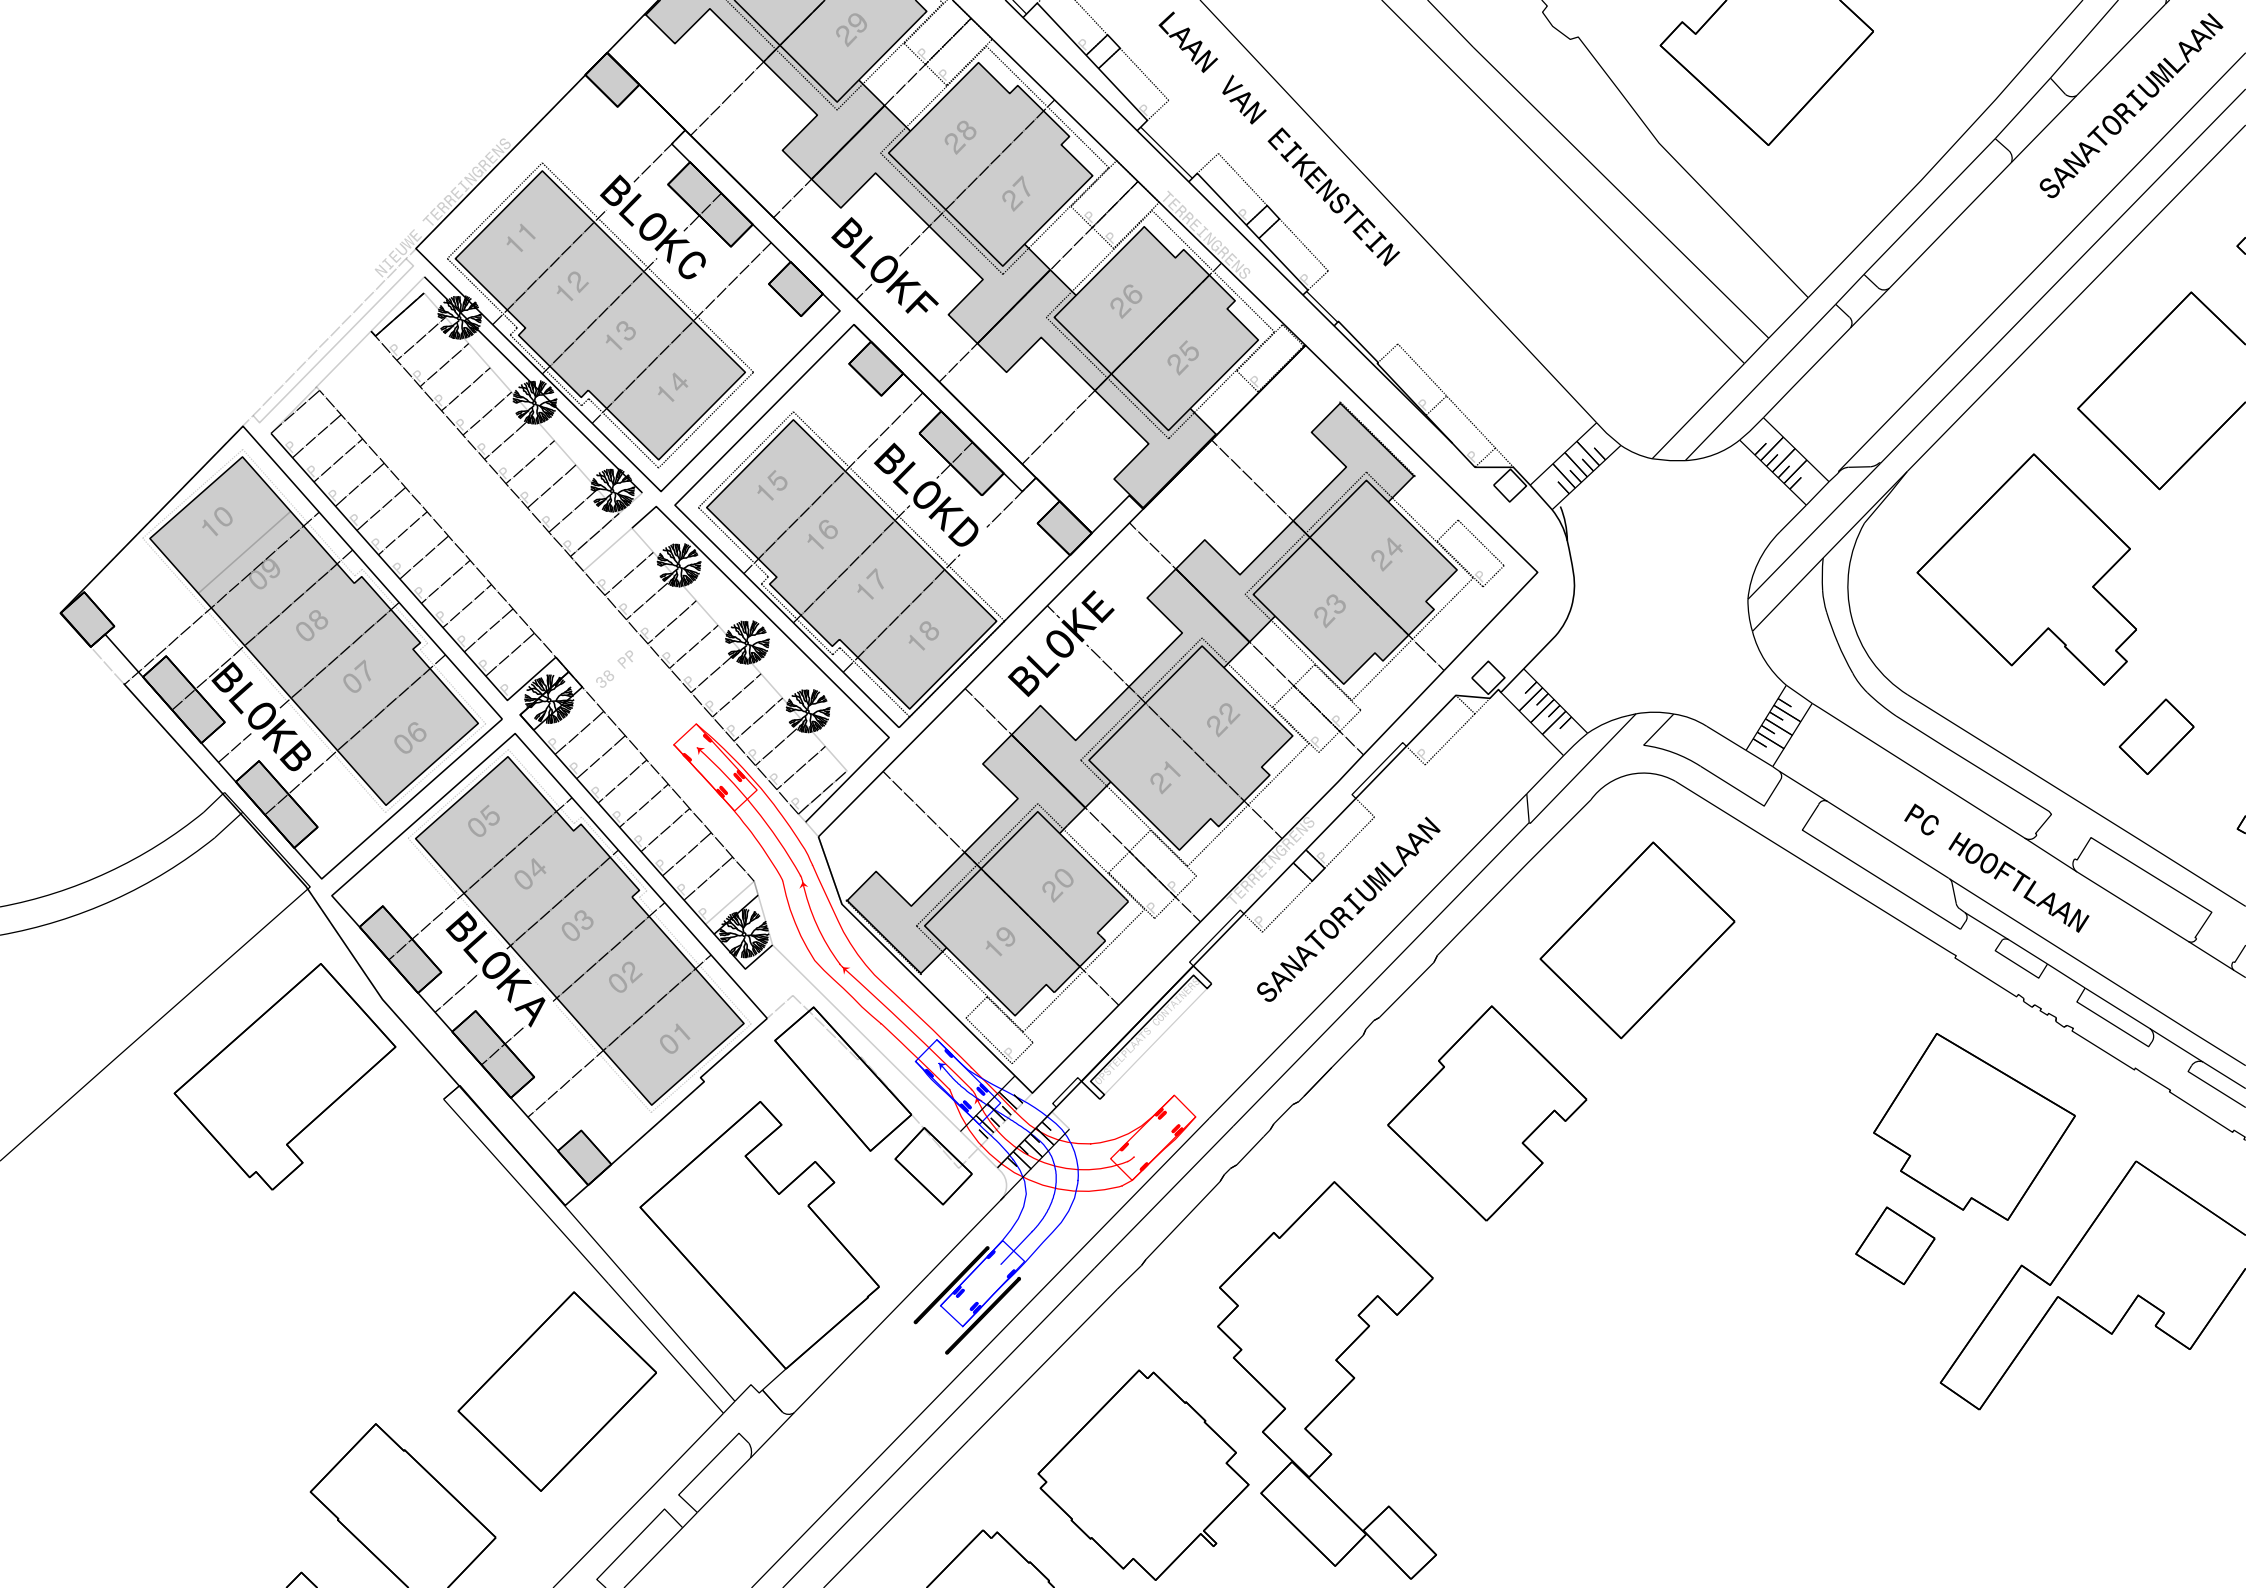 29
LAAN VAN EIKENSTEIN
SANATORIUMLAAN
28
27
NIEUWE TERREINGRENS
BLOKC
BLOKF
TERREINGRENS
11
12
13
14
26
25
BLOKD
15
16
17
18
10
09
08
07
06
BLOKB
38 PP
BLOKE
24
23
22
21
20
19
05
04
03
02
01
BLOKA
TERREINGRENS
SANATORIUMLAAN
PC HOOFTLAAN
OPSTELPLAATS CONTAINERS